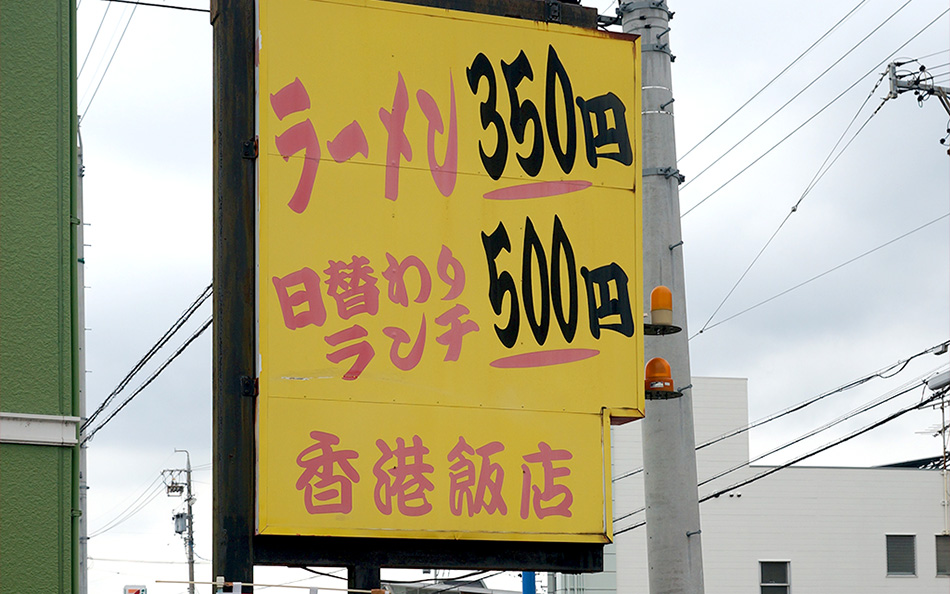 ラーメン 350円
日替わり
ランチ 500円
香港飯店